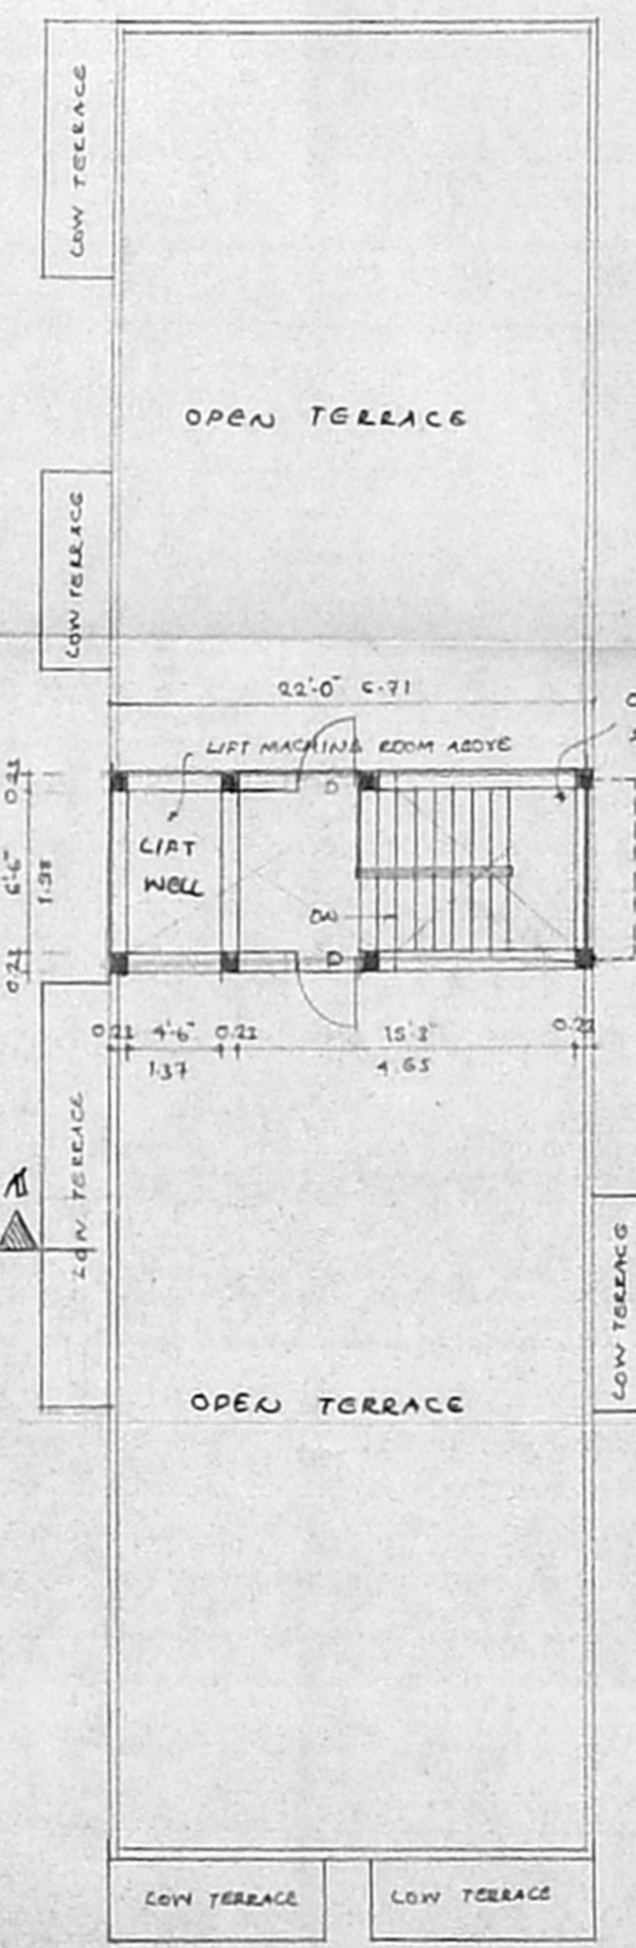 LOW TERRACE
OPEN TERRACE
LOW TERRACE
22'-0" 6.71
LIFT MACHINE ROOM ABOVE
0.21
D
LIFT
WELL
6'-6"
1.98
DN
D
0.21
0.21 4'-6" 0.21 15'-3" 0.21
1.37 4.65
LOW TERRACE
LOW TERRACE
OPEN TERRACE
LOW TERRACE LOW TERRACE